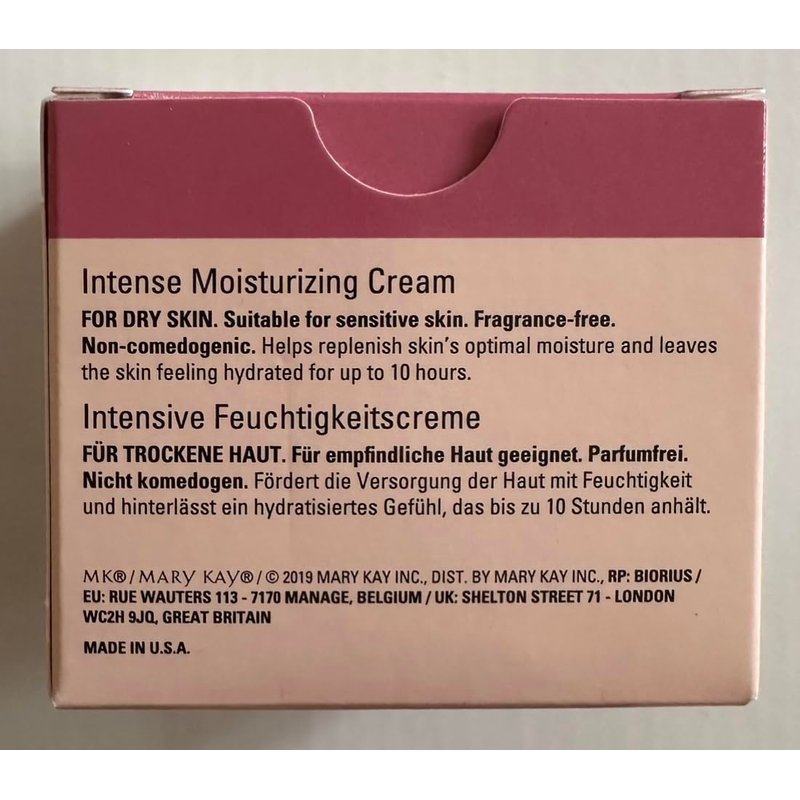 Intense Moisturizing Cream
FOR DRY SKIN. Suitable for sensitive skin. Fragrance-free.
Non-comedogenic. Helps replenish skin's optimal moisture and leaves
the skin feeling hydrated for up to 10 hours.
Intensive Feuchtigkeitscreme
FÜR TROCKENE HAUT. Für empfindliche Haut geeignet. Parfumfrei.
Nicht komedogen. Fördert die Versorgung der Haut mit Feuchtigkeit
und hinterlässt ein hydratisiertes Gefühl, das bis zu 10 Stunden anhält.
MK®/MARY KAY®/© 2019 MARY KAY INC., DIST. BY MARY KAY INC., RP: BIORIUS /
EU: RUE WAUTERS 113 - 7170 MANAGE, BELGIUM / UK: SHELTON STREET 71 - LONDON
WC2H 9JQ, GREAT BRITAIN
MADE IN U.S.A.